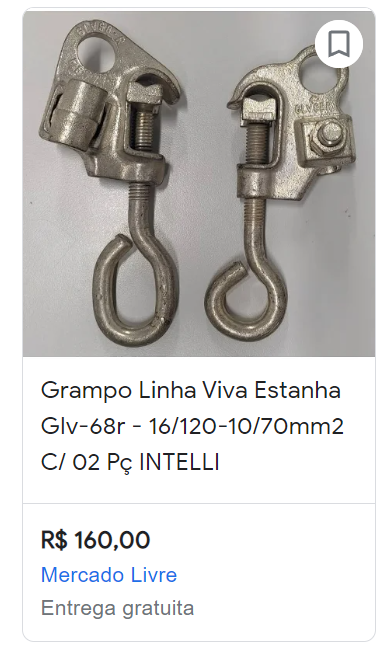 Grampo Linha Viva Estanha
Glv-68r - 16/120-10/70mm2
C/ 02 Pç INTELLI
R$ 160,00
Mercado Livre
Entrega gratuita